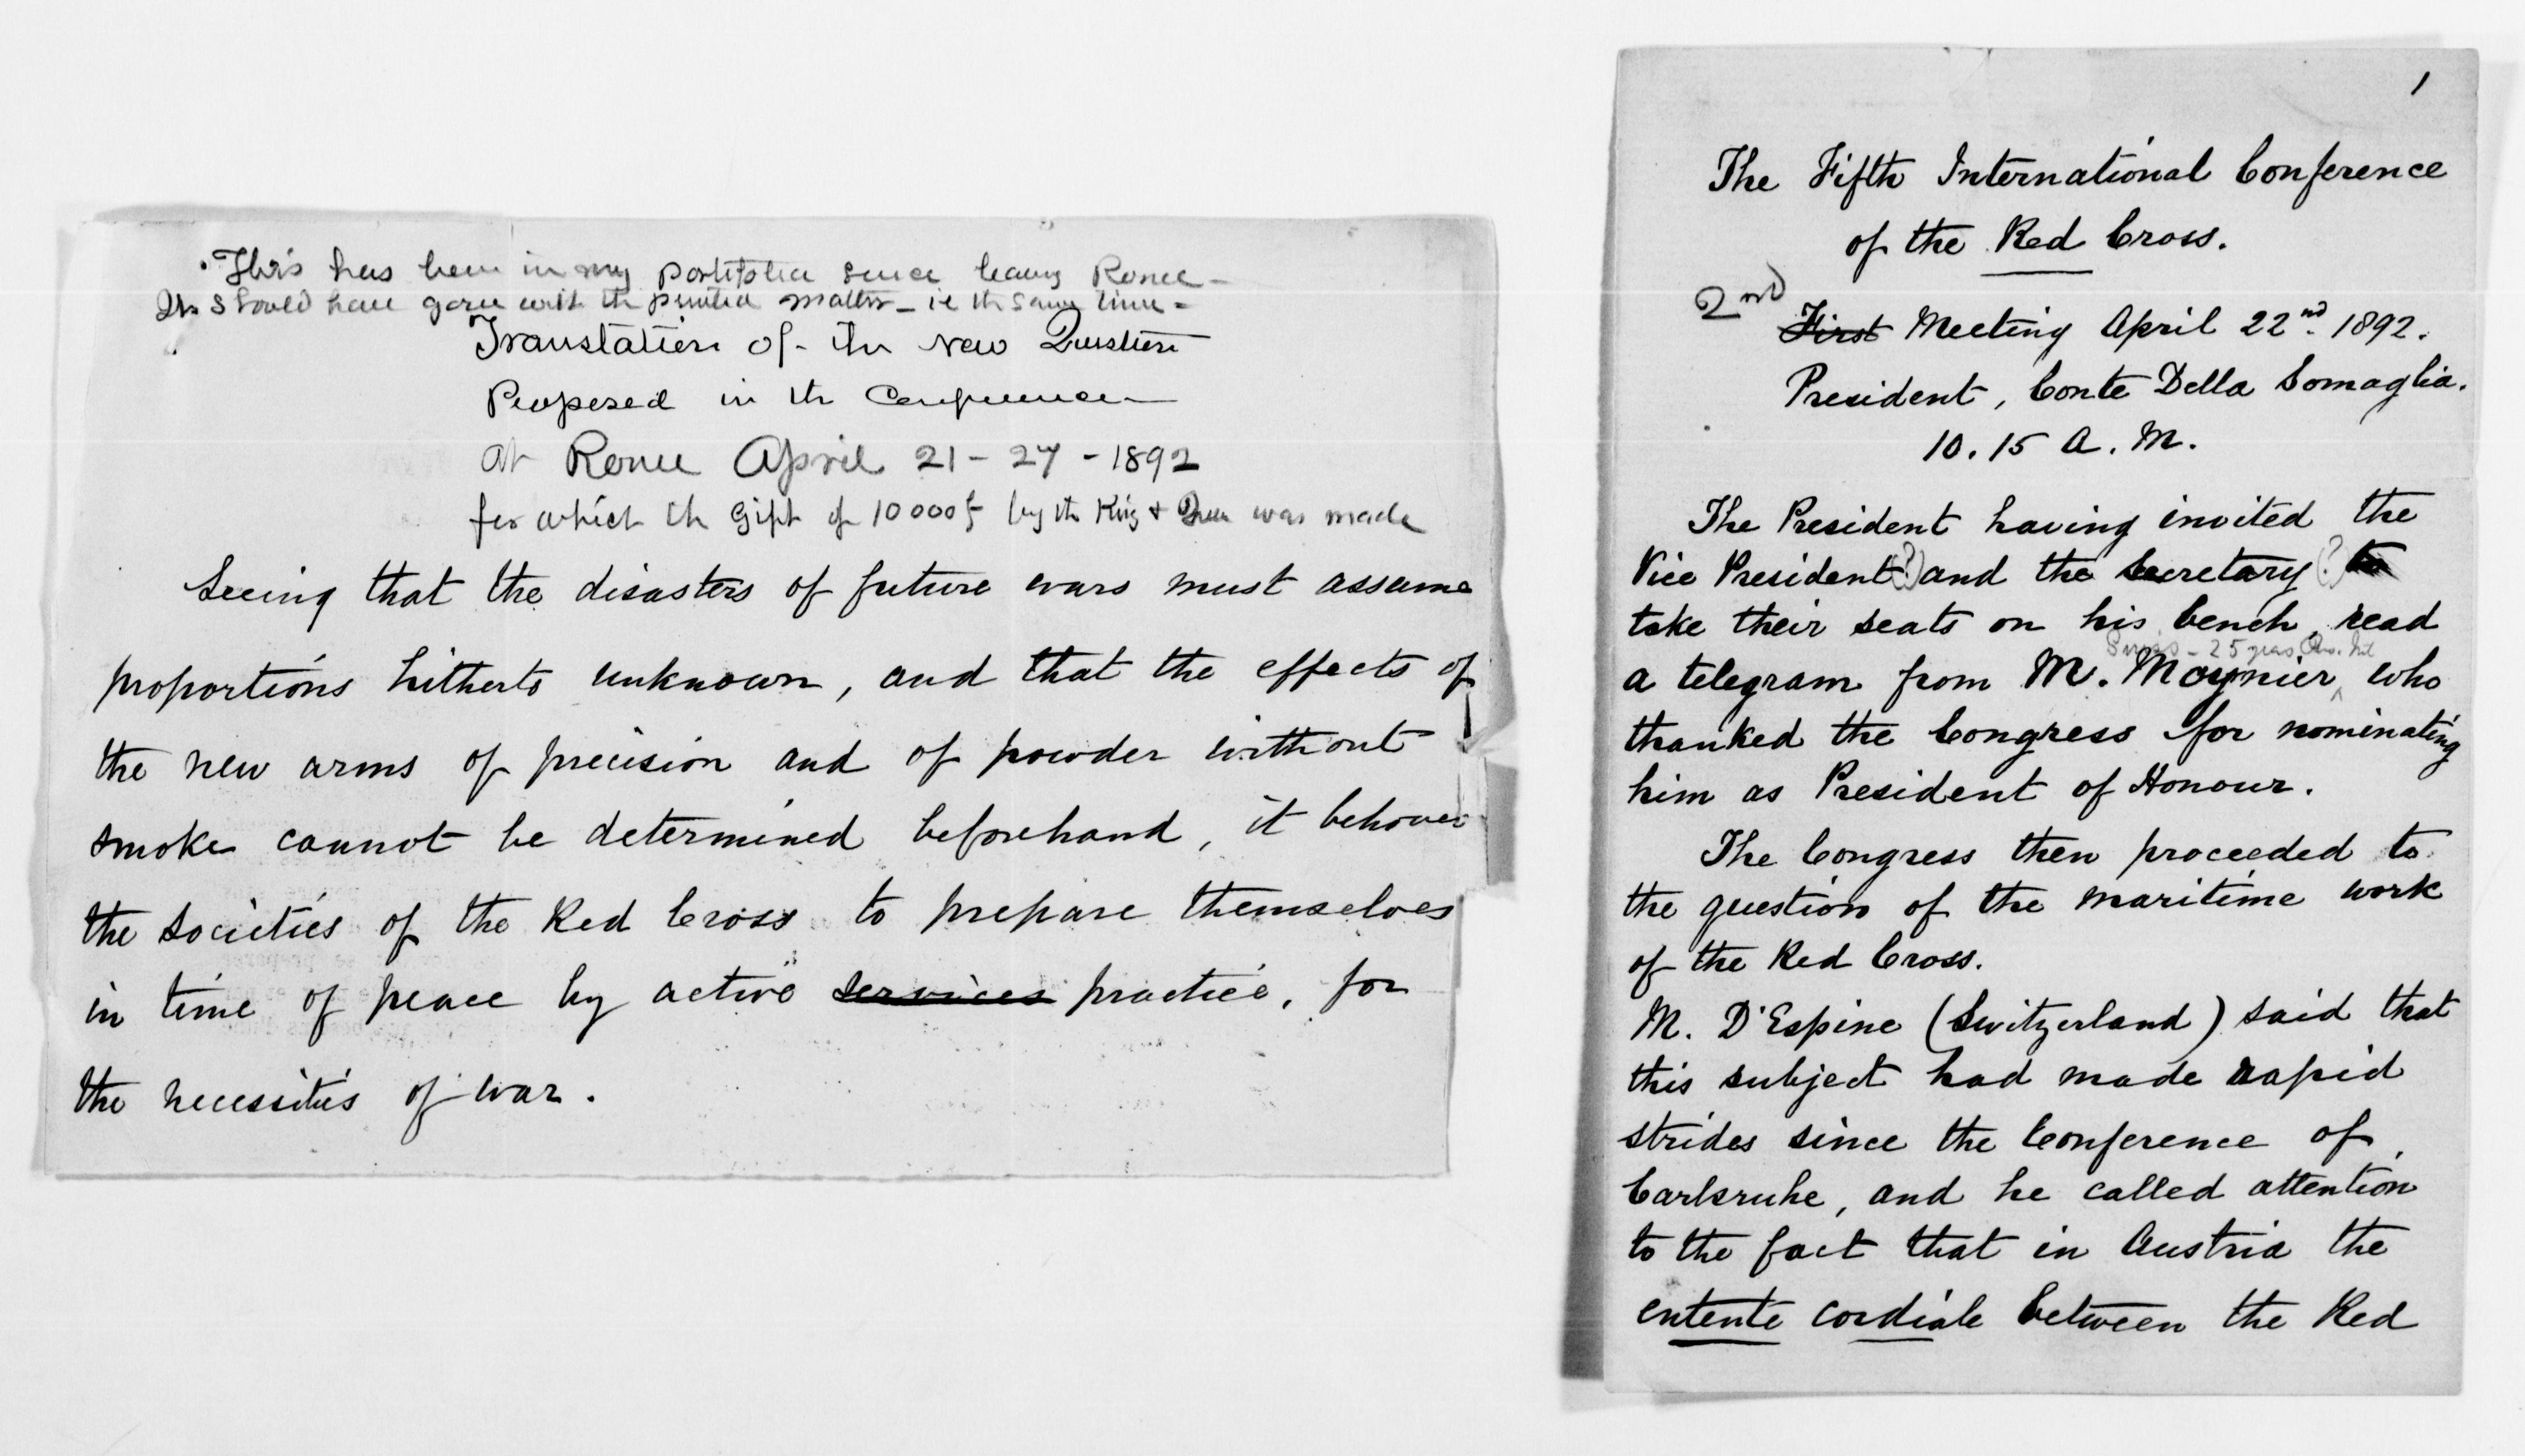 This has been in my portfolio since leaving Rome -
It should have gone with the printed matter - ie the same time -
Translation of the new Question
Proposed in the Conference
at Rome April 21 - 27 - 1892
for which the Gift of 10000 f by the King & Queen was made
Seeing that the disasters of future wars must assume
proportions hitherto unknown, and that the effects of
the new arms of precision and of powder without
smoke cannot be determined beforehand, it behoves
the societies of the Red Cross to prepare themselves
in time of peace by active services practice, for
the necessities of war.
1
The Fifth International Conference
of the Red Cross.
2nd
First Meeting April 22nd. 1892.
President, Conte Della Somaglia.
10.15 A.M.
The President having invited the
Vice President (?) and the Secretary (?) to
take their seats on his bench, read
Swiss - 25 years
a telegram from M. Moynier, who
thanked the Congress for nominating
him as President of Honour.
The Congress then proceeded to
the question of the maritime work
of the Red Cross.
M. D'Espine (Switzerland) said that
this subject had made rapid
strides since the Conference of
Carlsruhe, and he called attention
to the fact that in Austria the
entente cordiale between the Red